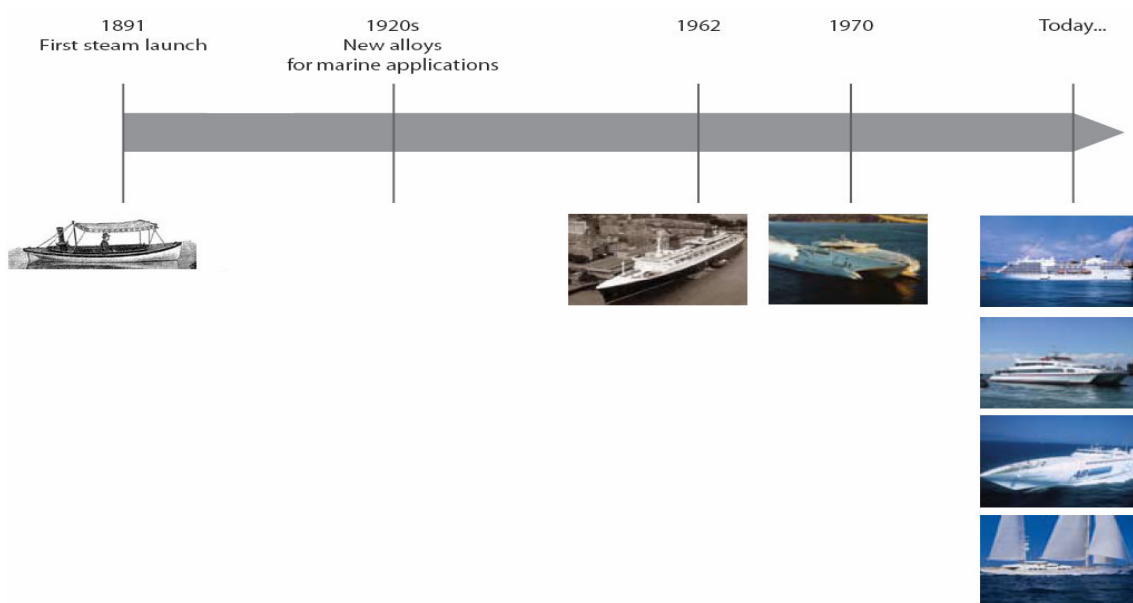 1891
First steam launch
1920s
New alloys
for marine applications
1962
1970
Today...